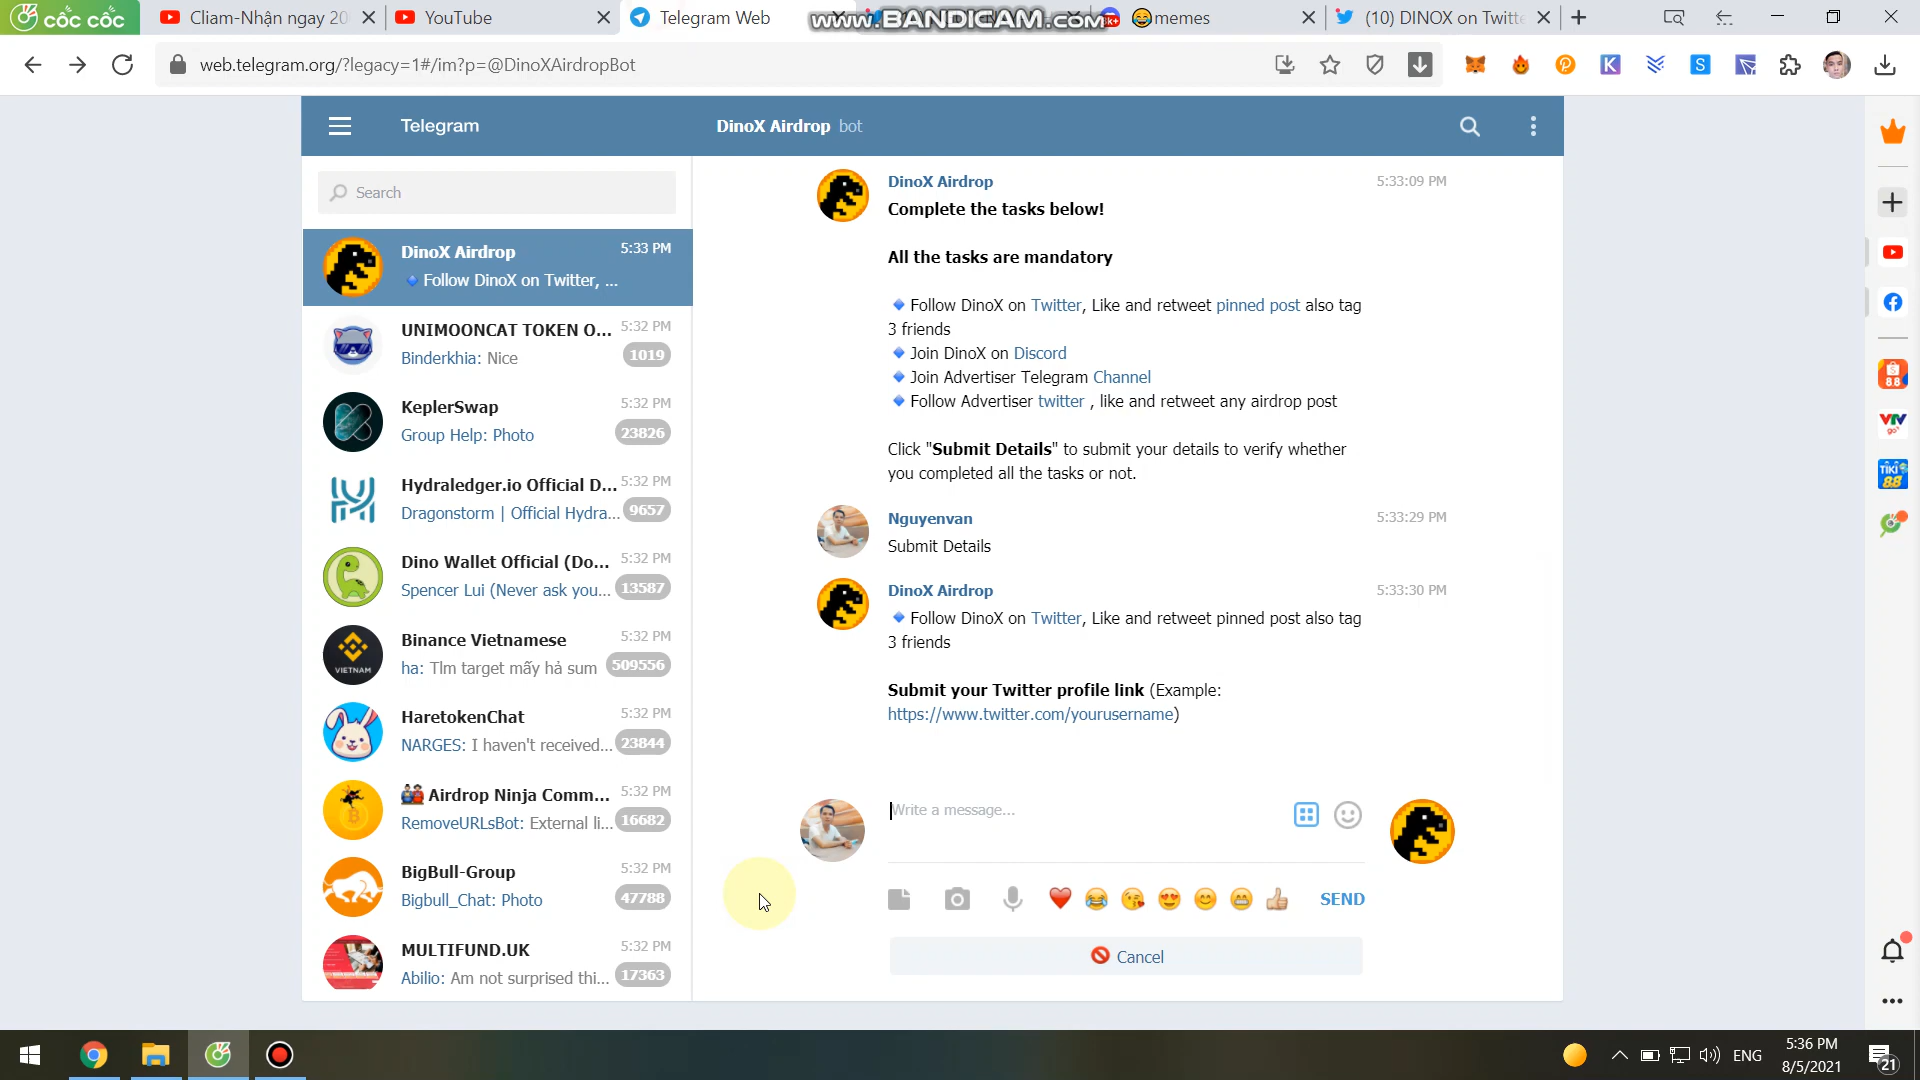 cốc cốc
Cliam-Nhận ngay 20
YouTube
Telegram Web
www.BANDICAM.com
memes
(10) DINOX on Twitte
web.telegram.org/?legacy=1#/im?p=@DinoXAirdropBot
Telegram
DinoX Airdrop bot
Search
DinoX Airdrop 5:33 PM
Follow DinoX on Twitter, ...
UNIMOONCAT TOKEN O... 5:32 PM
Binderkhia: Nice 1019
KeplerSwap 5:32 PM
Group Help: Photo 23826
Hydraledger.io Official D... 5:32 PM
Dragonstorm | Official Hydra... 9657
Dino Wallet Official (Do... 5:32 PM
Spencer Lui (Never ask you... 13587
VIETNAM
Binance Vietnamese 5:32 PM
ha: Tìm target mấy hả sum 509556
HaretokenChat 5:32 PM
NARGES: I haven't received... 23844
Airdrop Ninja Comm... 5:32 PM
RemoveURLsBot: External li... 16682
BigBull-Group 5:32 PM
Bigbull_Chat: Photo 47788
MULTIFUND.UK 5:32 PM
Abilio: Am not surprised thi... 17363
DinoX Airdrop 5:33:09 PM
Complete the tasks below!
All the tasks are mandatory
Follow DinoX on Twitter, Like and retweet pinned post also tag
3 friends
Join DinoX on Discord
Join Advertiser Telegram Channel
Follow Advertiser twitter , like and retweet any airdrop post
Click "Submit Details" to submit your details to verify whether
you completed all the tasks or not.
Nguyenvan 5:33:29 PM
Submit Details
DinoX Airdrop 5:33:30 PM
Follow DinoX on Twitter, Like and retweet pinned post also tag
3 friends
Submit your Twitter profile link (Example:
https://www.twitter.com/yourusername)
Write a message...
SEND
Cancel
8.8
VTV
go
TIKI
8.8
ENG
5:36 PM
8/5/2021
21